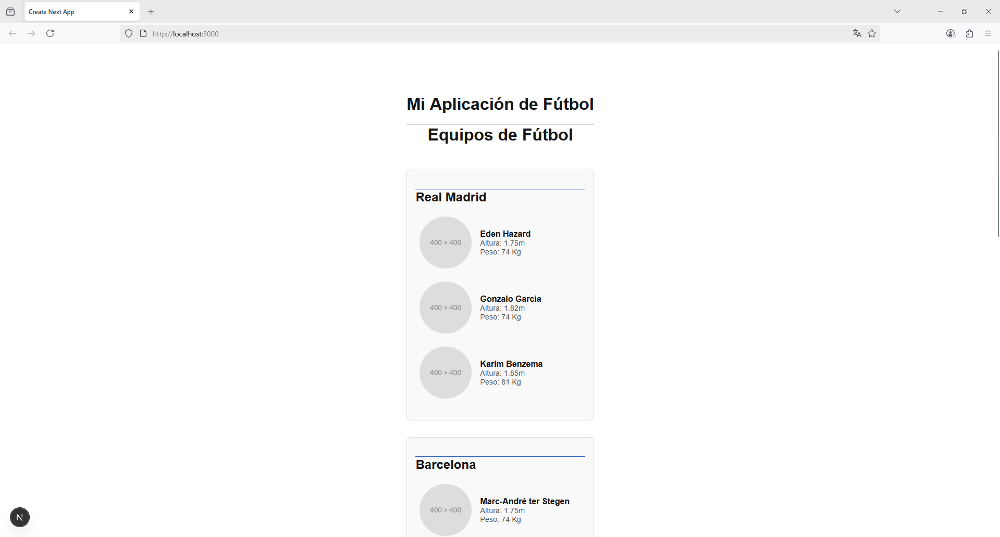 Create Next App
http://localhost:3000
Mi Aplicación de Fútbol
Equipos de Fútbol
Real Madrid
400 × 400
Eden Hazard
Altura: 1.75m
Peso: 74 Kg
400 × 400
Gonzalo García
Altura: 1.82m
Peso: 74 Kg
400 × 400
Karim Benzema
Altura: 1.85m
Peso: 81 Kg
Barcelona
400 × 400
Marc-André ter Stegen
Altura: 1.75m
Peso: 74 Kg
N